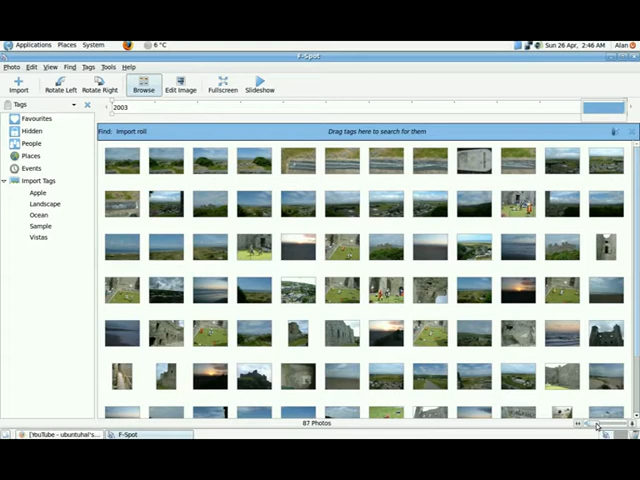 Applications Places System 6 °C Sun 26 Apr, 2:46 AM Alan
F-Spot
Photo Edit View Find Tags Tools Help
Import Rotate Left Rotate Right Browse Edit Image Fullscreen Slideshow
Tags
2003
Find: Import roll Drag tags here to search for them
Favourites
Hidden
People
Places
Events
Import Tags
Apple
Landscape
Ocean
Sample
Vistas
87 Photos
[YouTube - ubuntuhal's... F-Spot